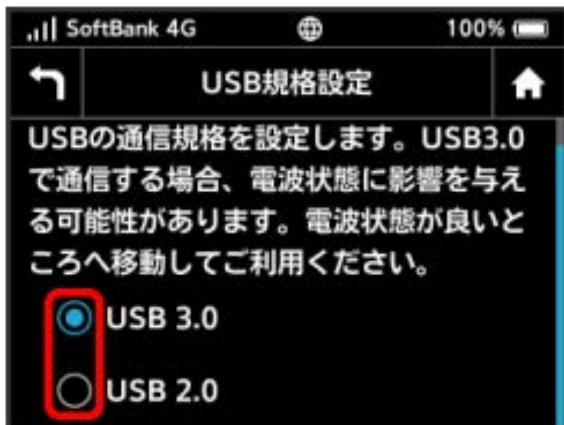 SoftBank 4G 100%
USB規格設定
USBの通信規格を設定します。USB3.0
で通信する場合、電波状態に影響を与え
る可能性があります。電波状態が良いと
ころへ移動してご利用ください。
USB 3.0
USB 2.0